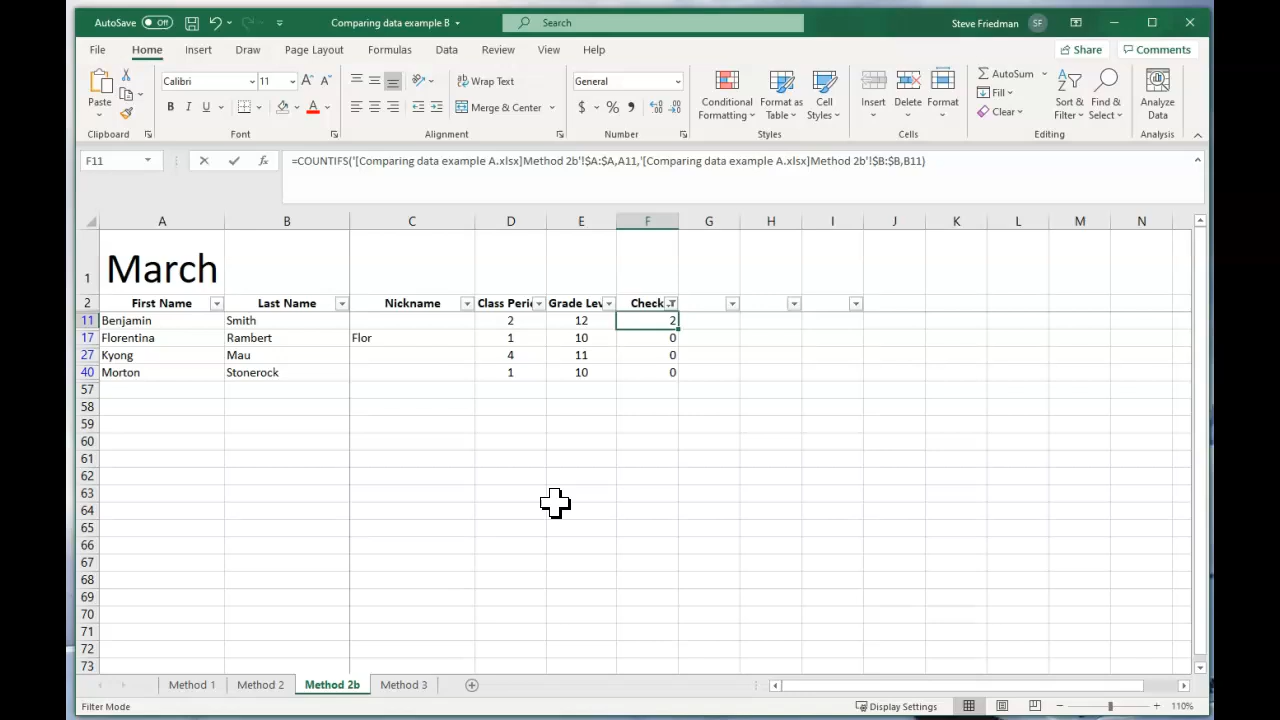 AutoSave Off Comparing data example B Search Steve Friedman SF
File Home Insert Draw Page Layout Formulas Data Review View Help Share Comments
Paste Calibri 11 Wrap Text General Conditional Formatting Format as Table Cell Styles Insert Delete Format AutoSum Sort & Filter Find & Select Analyze Data
B I U A Merge & Center $ % , Fill
Clear
Clipboard Font Alignment Number Styles Cells Editing Analysis
F11 fx =COUNTIFS('[Comparing data example A.xlsx]Method 2b'!$A:$A,A11,'[Comparing data example A.xlsx]Method 2b'!$B:$B,B11)
A B C D E F G H I J K L M N
1 March
2 First Name Last Name Nickname Class Peri Grade Lev Check
11 Benjamin Smith 2 12 2
17 Florentina Rambert Flor 1 10 0
27 Kyong Mau 4 11 0
40 Morton Stonerock 1 10 0
57
58
59
60
61
62
63
64
65
66
67
68
69
70
71
72
73
Method 1 Method 2 Method 2b Method 3
Filter Mode Display Settings 110%